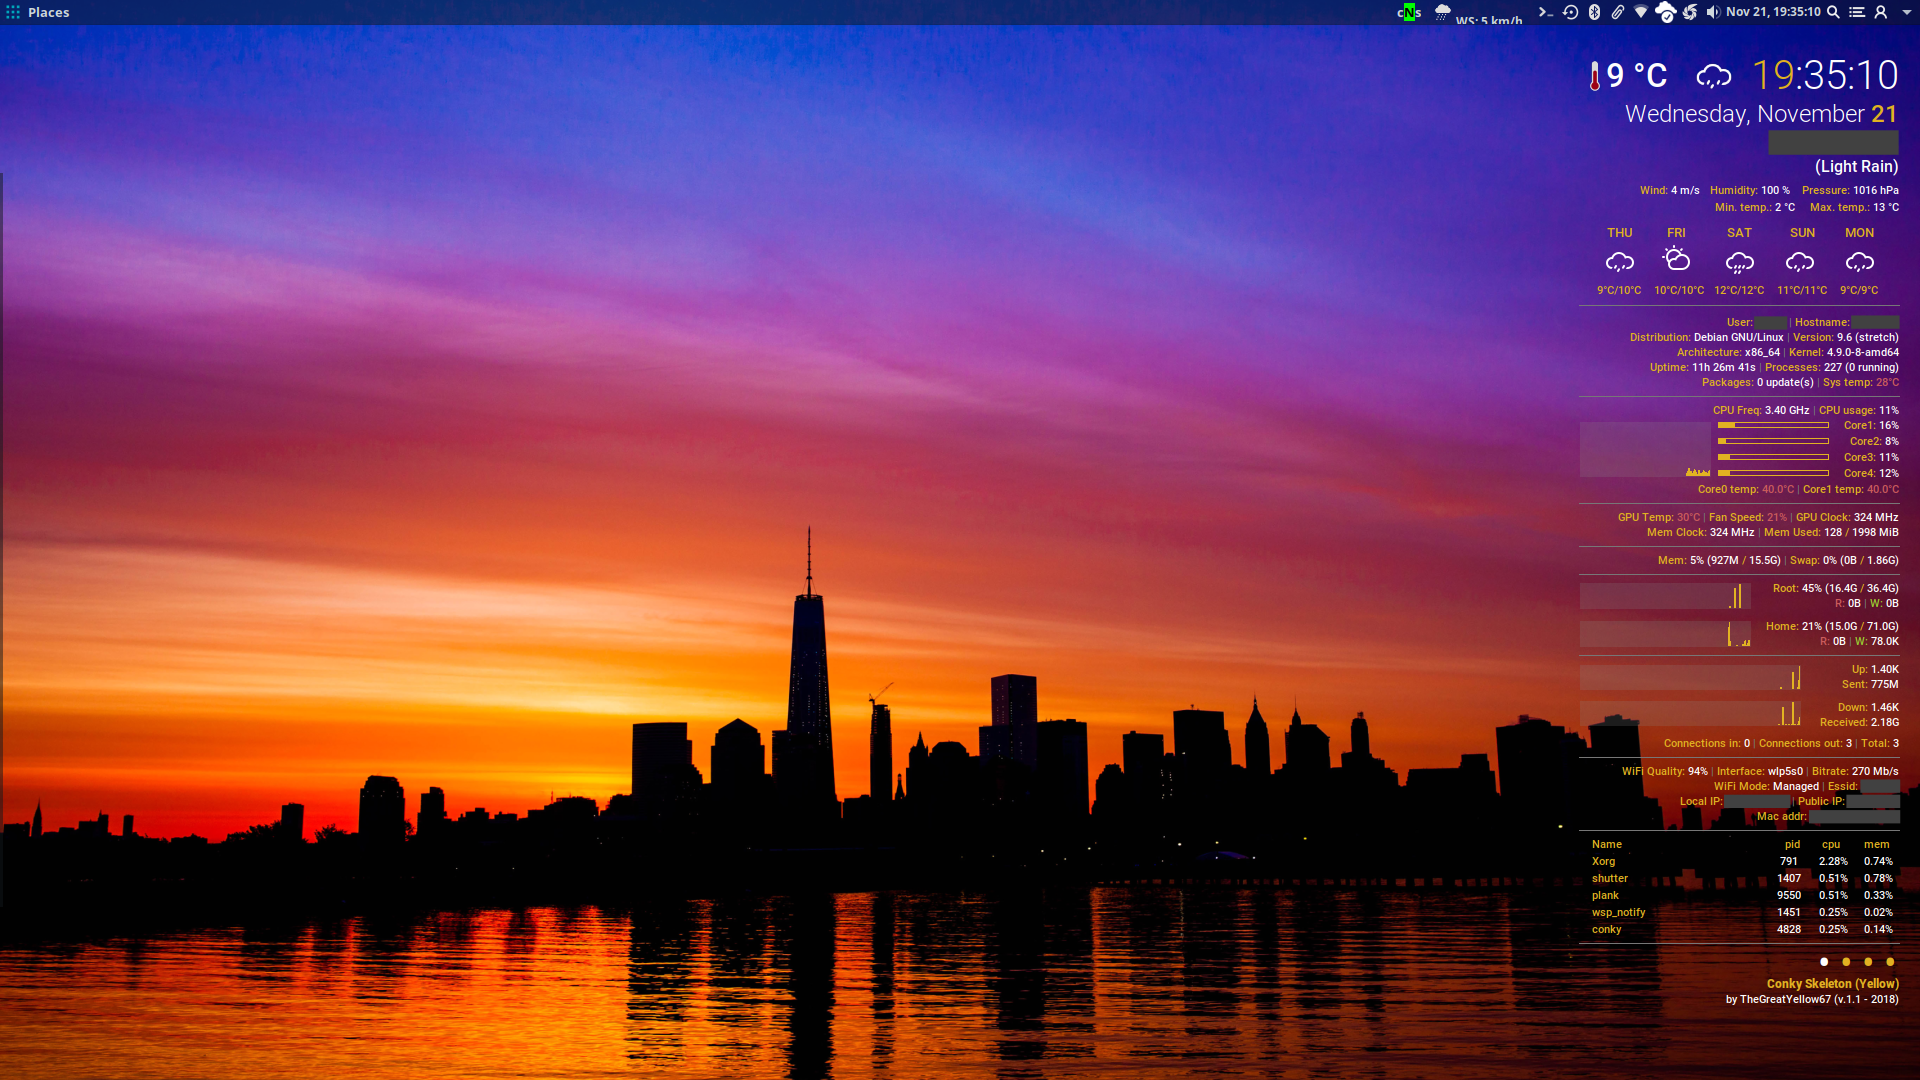 Places
cNs WS: 5 km/h Nov 21, 19:35:10
9 °C 19:35:10
Wednesday, November 21
(Light Rain)
Wind: 4 m/s Humidity: 100 % Pressure: 1016 hPa
Min. temp.: 2 °C Max. temp.: 13 °C
THU FRI SAT SUN MON
9°C/10°C 10°C/10°C 12°C/12°C 11°C/11°C 9°C/9°C
User: | Hostname:
Distribution: Debian GNU/Linux | Version: 9.6 (stretch)
Architecture: x86_64 | Kernel: 4.9.0-8-amd64
Uptime: 11h 26m 41s | Processes: 227 (0 running)
Packages: 0 update(s) | Sys temp: 28°C
CPU Freq: 3.40 GHz | CPU usage: 11%
Core1: 16%
Core2: 8%
Core3: 11%
Core4: 12%
Core0 temp: 40.0°C | Core1 temp: 40.0°C
GPU Temp: 30°C | Fan Speed: 21% | GPU Clock: 324 MHz
Mem Clock: 324 MHz | Mem Used: 128 / 1998 MiB
Mem: 5% (927M / 15.5G) | Swap: 0% (0B / 1.86G)
Root: 45% (16.4G / 36.4G)
R: 0B | W: 0B
Home: 21% (15.0G / 71.0G)
R: 0B | W: 78.0K
Up: 1.40K
Sent: 775M
Down: 1.46K
Received: 2.18G
Connections in: 0 | Connections out: 3 | Total: 3
WiFi Quality: 94% | Interface: wlp5s0 | Bitrate: 270 Mb/s
WiFi Mode: Managed | Essid:
Local IP: | Public IP:
Mac addr:
Name pid cpu mem
Xorg 791 2.28% 0.74%
shutter 1407 0.51% 0.78%
plank 9550 0.51% 0.33%
wsp_notify 1451 0.25% 0.02%
conky 4828 0.25% 0.14%
Conky Skeleton (Yellow)
by TheGreatYellow67 (v.1.1 - 2018)